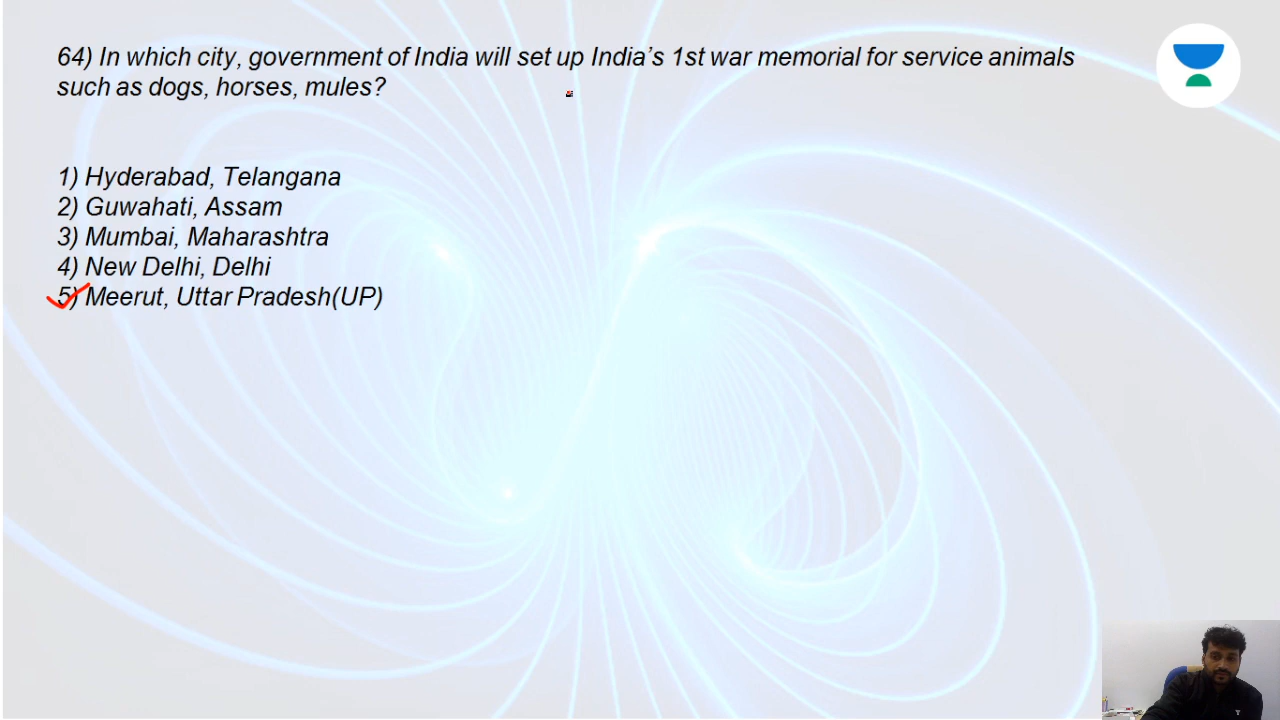 64) In which city, government of India will set up India’s 1st war memorial for service animals
such as dogs, horses, mules?
1) Hyderabad, Telangana
2) Guwahati, Assam
3) Mumbai, Maharashtra
4) New Delhi, Delhi
5) Meerut, Uttar Pradesh(UP)